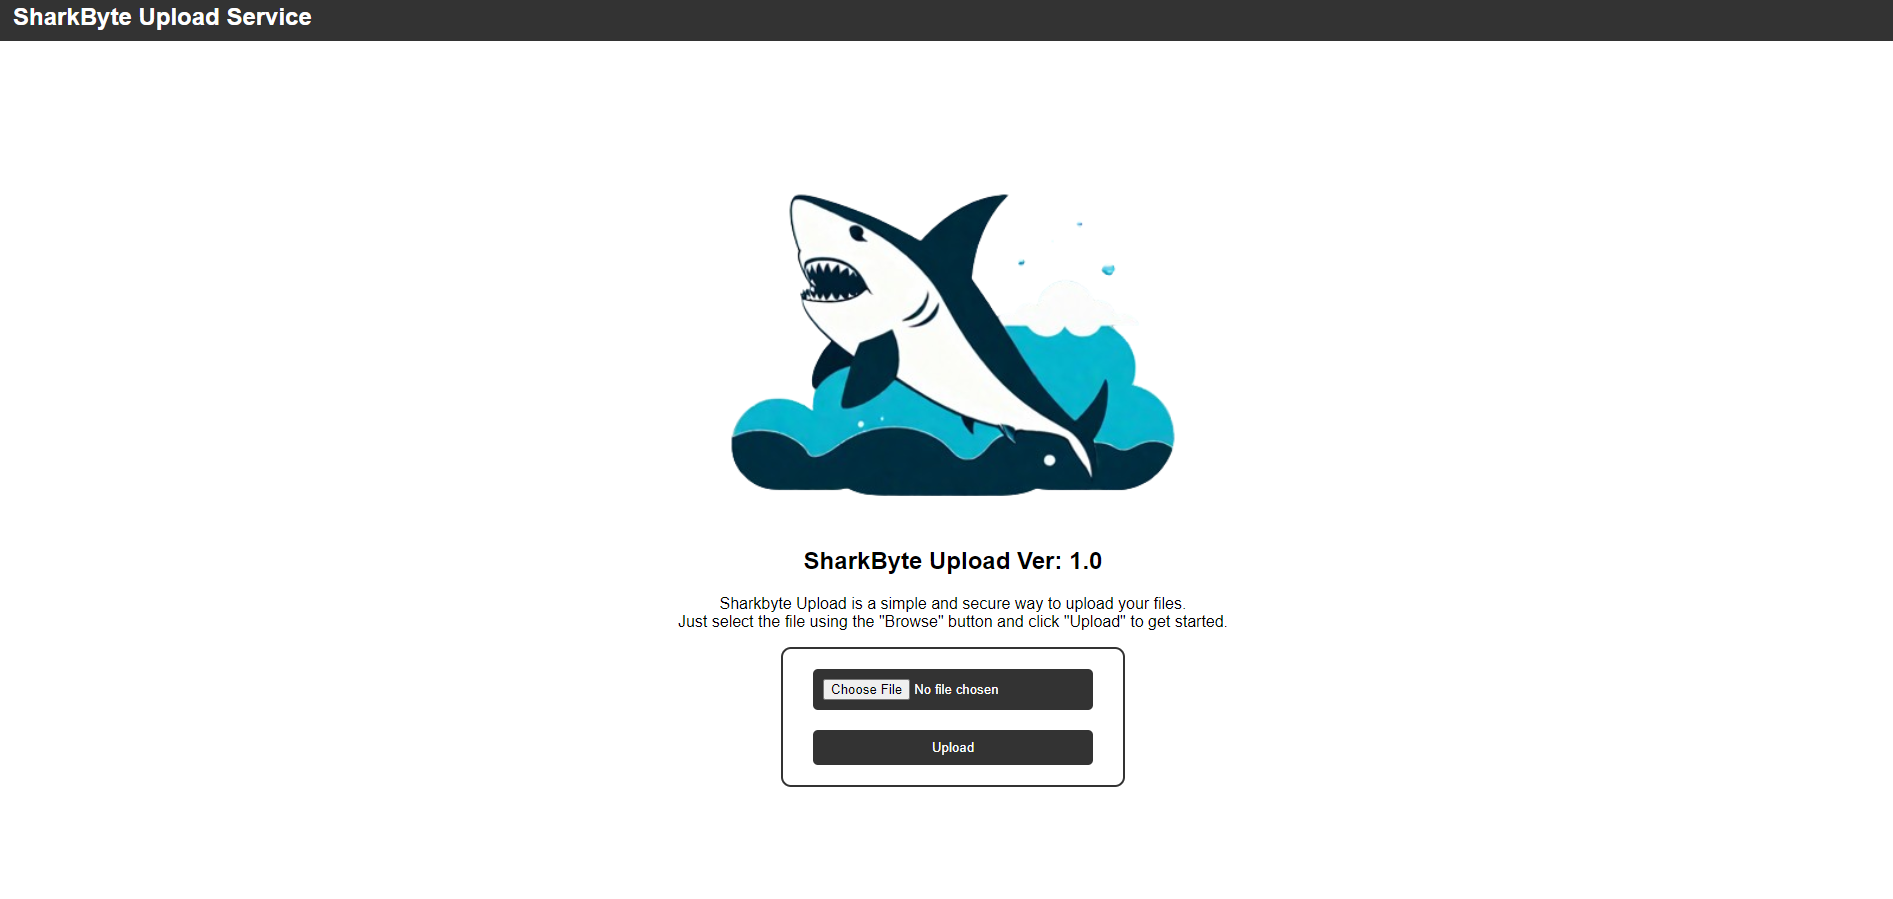 SharkByte Upload Service
SharkByte Upload Ver: 1.0
Sharkbyte Upload is a simple and secure way to upload your files.
Just select the file using the "Browse" button and click "Upload" to get started.
Choose File No file chosen
Upload